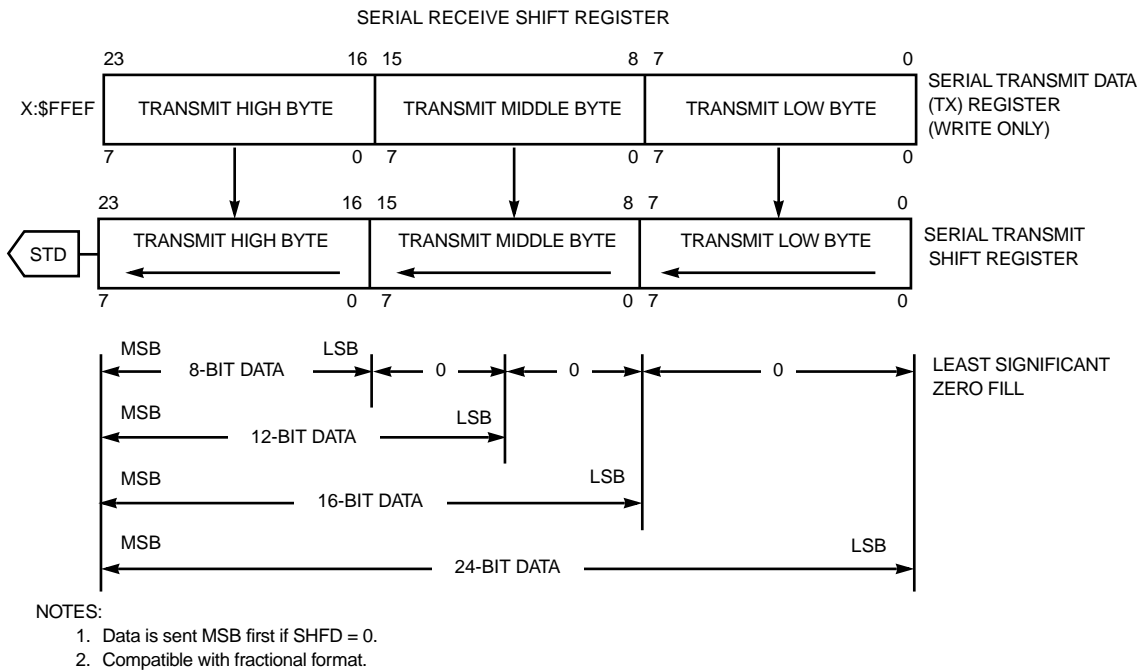 SERIAL RECEIVE SHIFT REGISTER
23 16 15 8 7 0
X:$FFEF TRANSMIT HIGH BYTE TRANSMIT MIDDLE BYTE TRANSMIT LOW BYTE
SERIAL TRANSMIT DATA
(TX) REGISTER
(WRITE ONLY)
7 0 7 0 7 0
23 16 15 8 7 0
STD TRANSMIT HIGH BYTE TRANSMIT MIDDLE BYTE TRANSMIT LOW BYTE
SERIAL TRANSMIT
SHIFT REGISTER
7 0 7 0 7 0
MSB LSB
8-BIT DATA 0 0 0
LEAST SIGNIFICANT
ZERO FILL
MSB LSB
12-BIT DATA
MSB LSB
16-BIT DATA
MSB LSB
24-BIT DATA
NOTES:
1. Data is sent MSB first if SHFD = 0.
2. Compatible with fractional format.